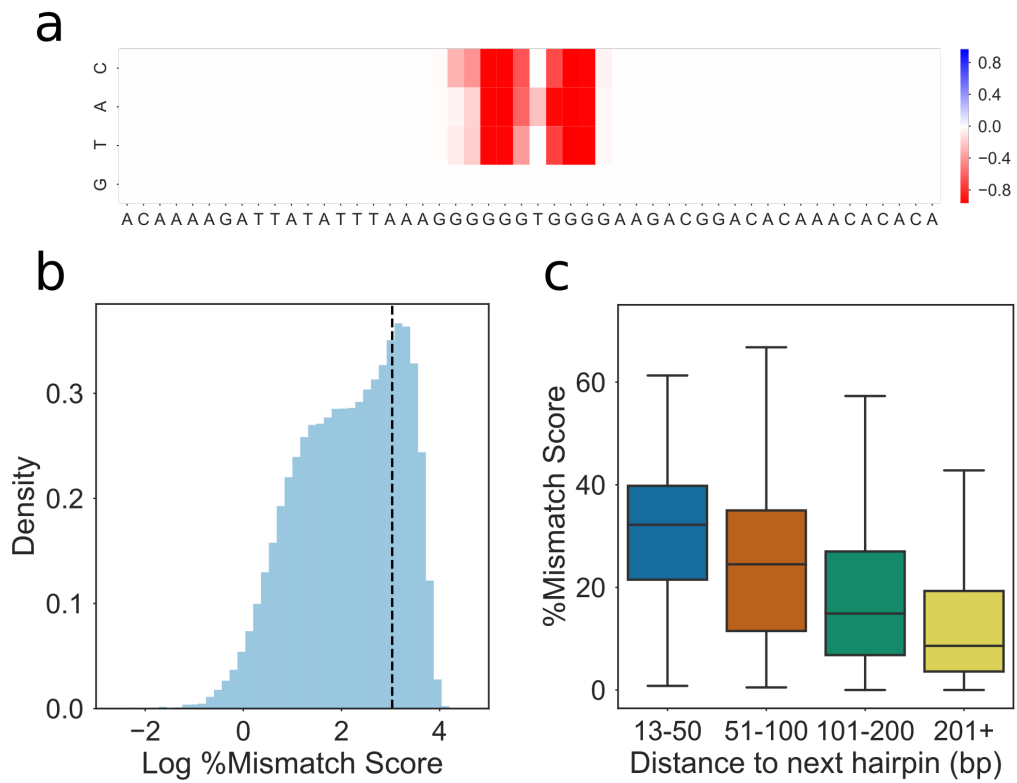 a
C
A
T
G
0.8
0.4
0.0
−0.4
−0.8
A C A A A A G A T T A T A T T T A A A G G G G G G T G G G G A A G A C G G A C A C A A A C A C A C A
b
Density
0.3
0.2
0.1
0.0
−2 0 2 4
Log %Mismatch Score
c
%Mismatch Score
60
40
20
0
13-50 51-100 101-200 201+
Distance to next hairpin (bp)